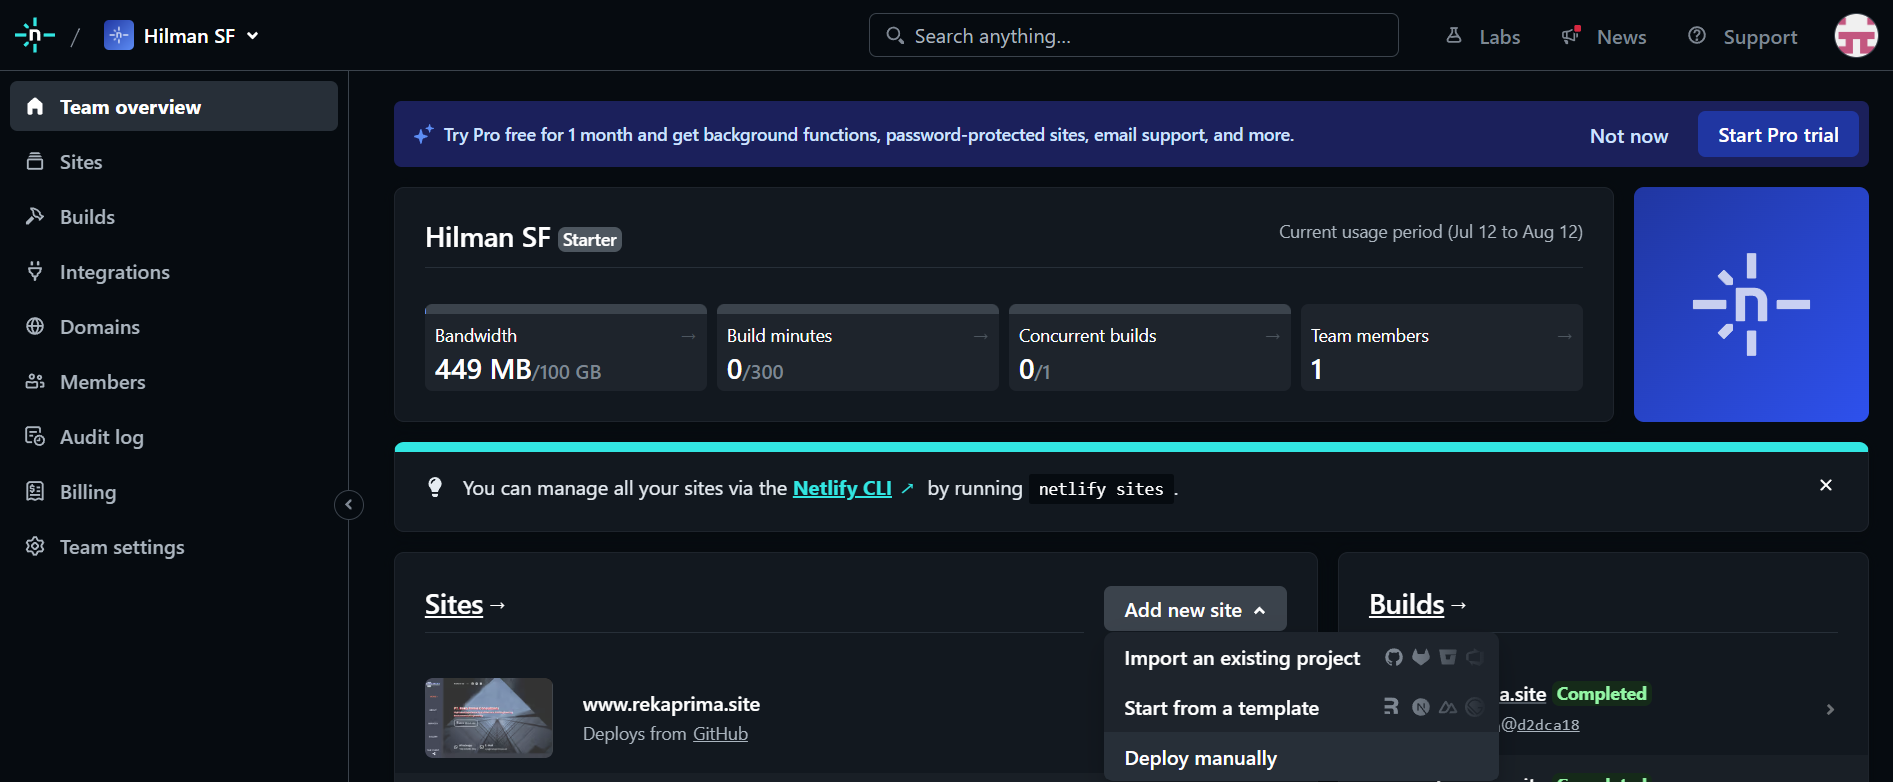 / Hilman SF
Search anything...
Labs
News
Support
Team overview
Sites
Builds
Integrations
Domains
Members
Audit log
Billing
Team settings
Try Pro free for 1 month and get background functions, password-protected sites, email support, and more.
Not now
Start Pro trial
Hilman SF Starter
Current usage period (Jul 12 to Aug 12)
Bandwidth →
449 MB/100 GB
Build minutes →
0/300
Concurrent builds →
0/1
Team members →
1
n
You can manage all your sites via the Netlify CLI ↗ by running netlify sites.
Sites →
Add new site
Import an existing project
Start from a template
Deploy manually
www.reekaprima.site
Deploys from GitHub
Builds →
a.site Completed
@d2dca18